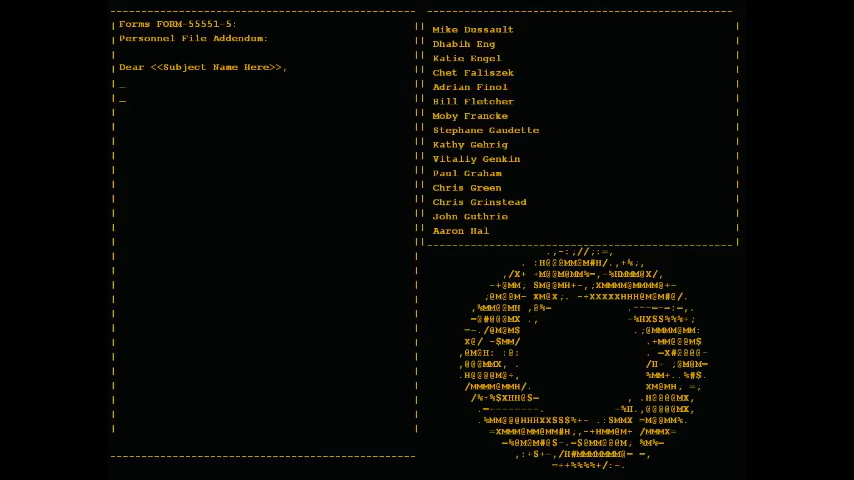 Forms FORM-55551-5:
Personnel File Addendum:
Dear <<Subject Name Here>>,
Mike Dussault
Dhabih Eng
Katie Engel
Chet Faliszek
Adrian Finol
Bill Fletcher
Moby Francke
Stephane Gaudette
Kathy Gehrig
Vitaliy Genkin
Paul Graham
Chris Green
Chris Grinstead
John Guthrie
Aaron Hal